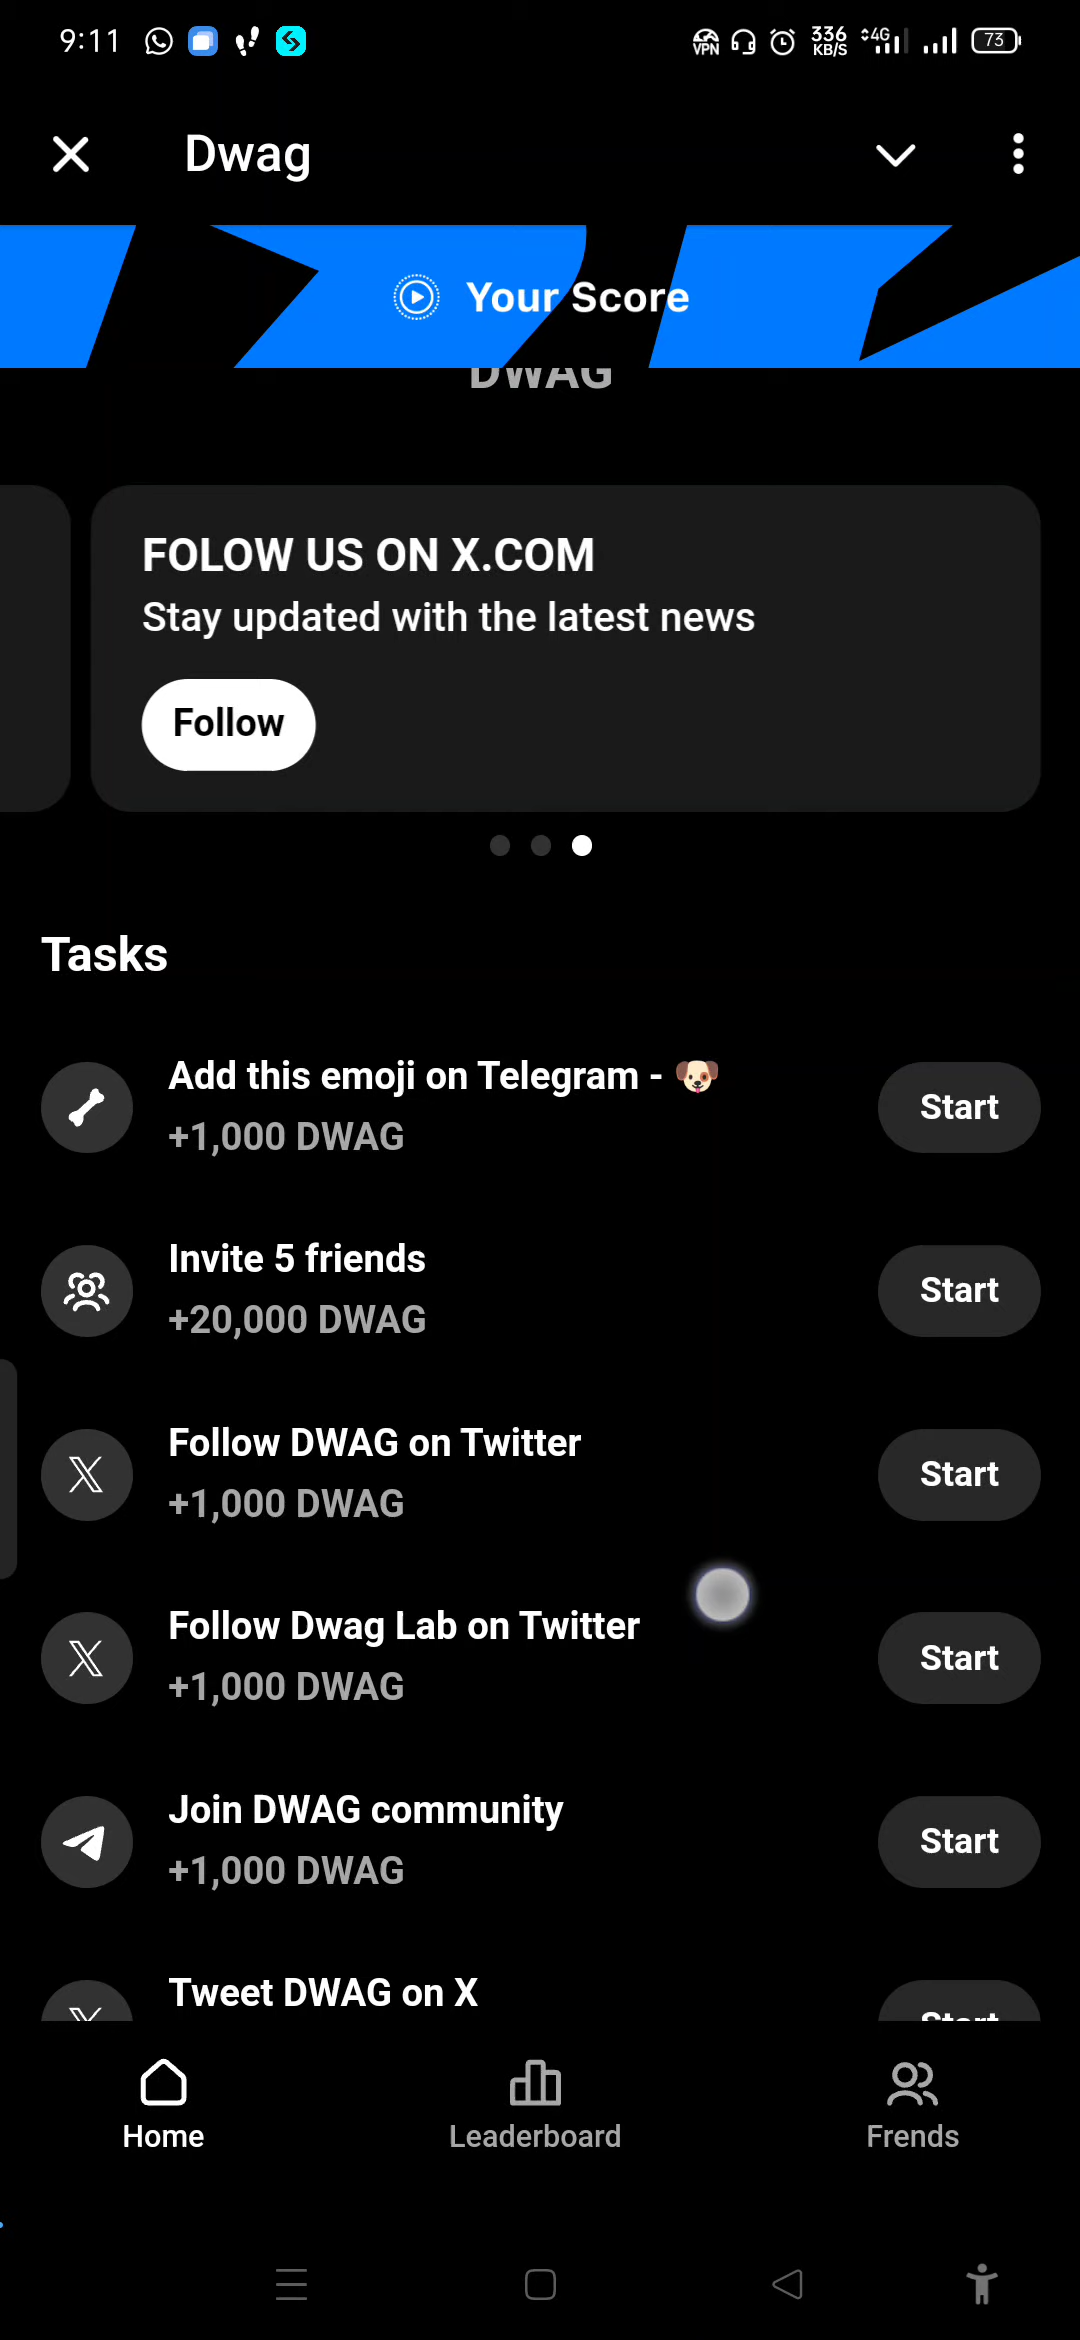 9:11
VPN
336
KB/S
4G
73
Dwag
Your Score
DWAG
FOLOW US ON X.COM
Stay updated with the latest news
Follow
Tasks
Add this emoji on Telegram - 🐶
+1,000 DWAG
Start
Invite 5 friends
+20,000 DWAG
Start
Follow DWAG on Twitter
+1,000 DWAG
Start
Follow Dwag Lab on Twitter
+1,000 DWAG
Start
Join DWAG community
+1,000 DWAG
Start
Tweet DWAG on X
Start
Home
Leaderboard
Frends